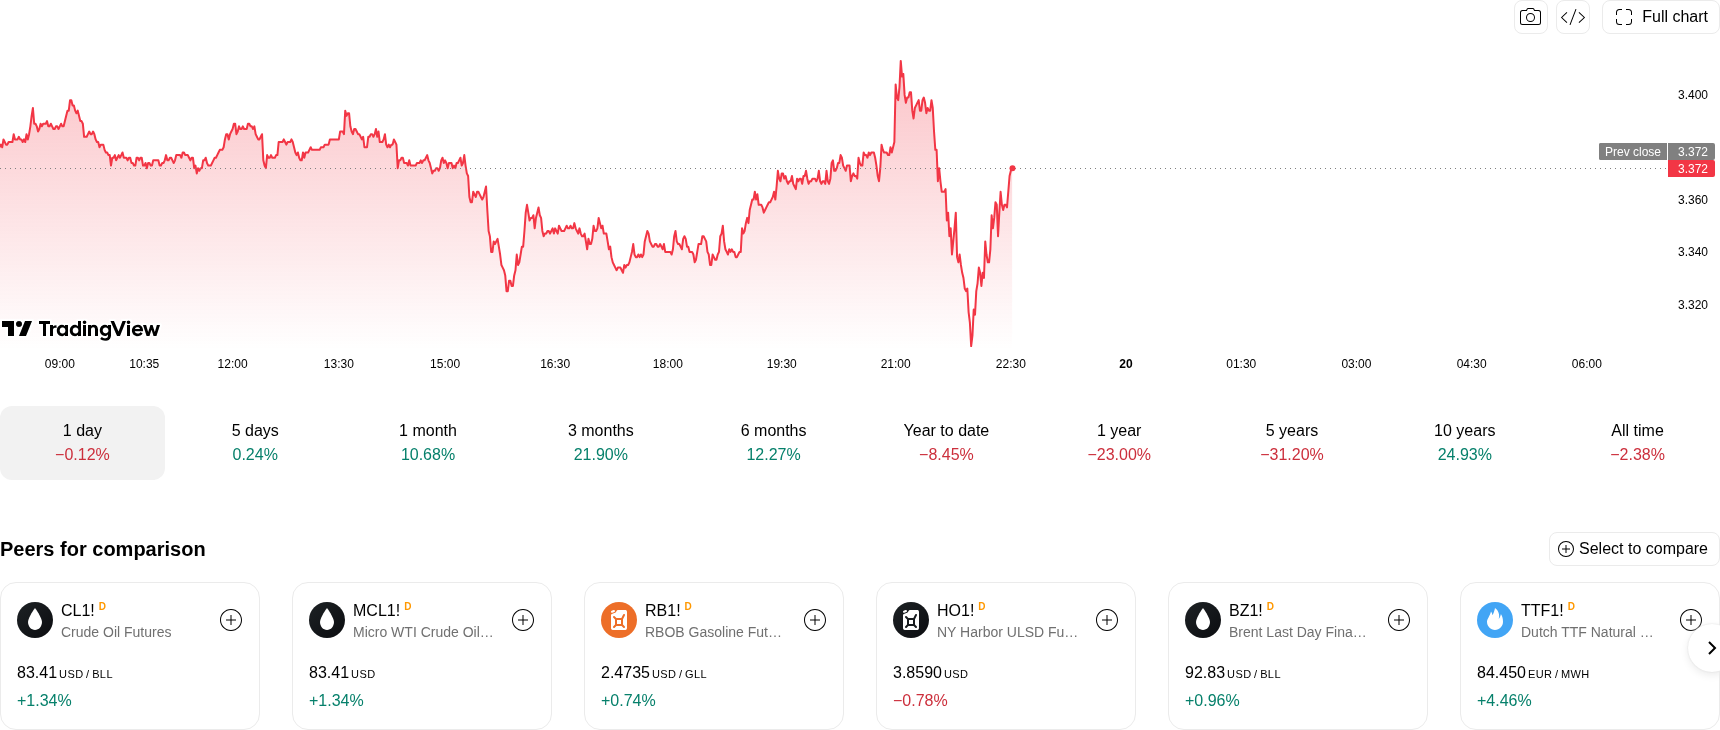 Full chart
3.400
Prev close 3.372
3.372
3.360
3.340
3.320
TradingView
09:00 10:35 12:00 13:30 15:00 16:30 18:00 19:30 21:00 22:30 20 01:30 03:00 04:30 06:00
1 day 5 days 1 month 3 months 6 months Year to date 1 year 5 years 10 years All time
−0.12% 0.24% 10.68% 21.90% 12.27% −8.45% −23.00% −31.20% 24.93% −2.38%
Peers for comparison
Select to compare
CL1! D
Crude Oil Futures
83.41 USD / BLL
+1.34%
MCL1! D
Micro WTI Crude Oil…
83.41 USD
+1.34%
RB1! D
RBOB Gasoline Fut…
2.4735 USD / GLL
+0.74%
HO1! D
NY Harbor ULSD Fu…
3.8590 USD
−0.78%
BZ1! D
Brent Last Day Fina…
92.83 USD / BLL
+0.96%
TTF1! D
Dutch TTF Natural …
84.450 EUR / MWH
+4.46%